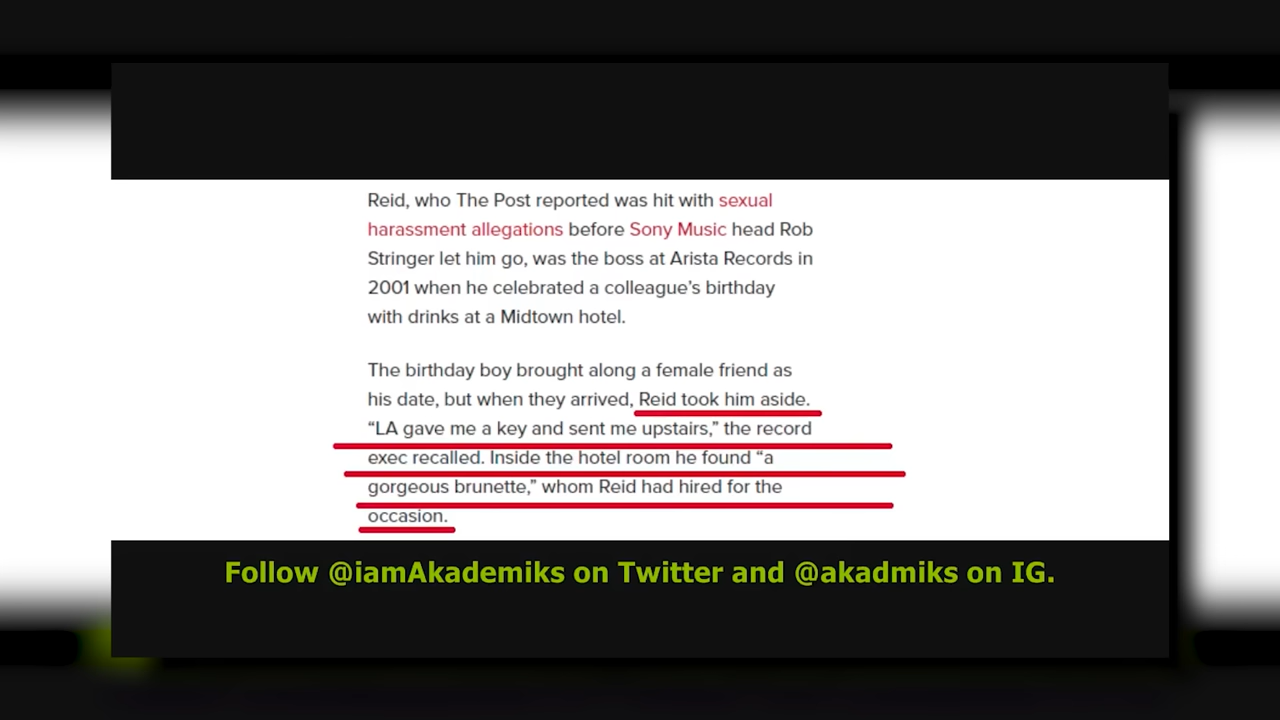 Reid, who The Post reported was hit with sexual
harassment allegations before Sony Music head Rob
Stringer let him go, was the boss at Arista Records in
2001 when he celebrated a colleague’s birthday
with drinks at a Midtown hotel.
The birthday boy brought along a female friend as
his date, but when they arrived, Reid took him aside.
“LA gave me a key and sent me upstairs,” the record
exec recalled. Inside the hotel room he found “a
gorgeous brunette,” whom Reid had hired for the
occasion.
Follow @iamAkademiks on Twitter and @akadmiks on IG.